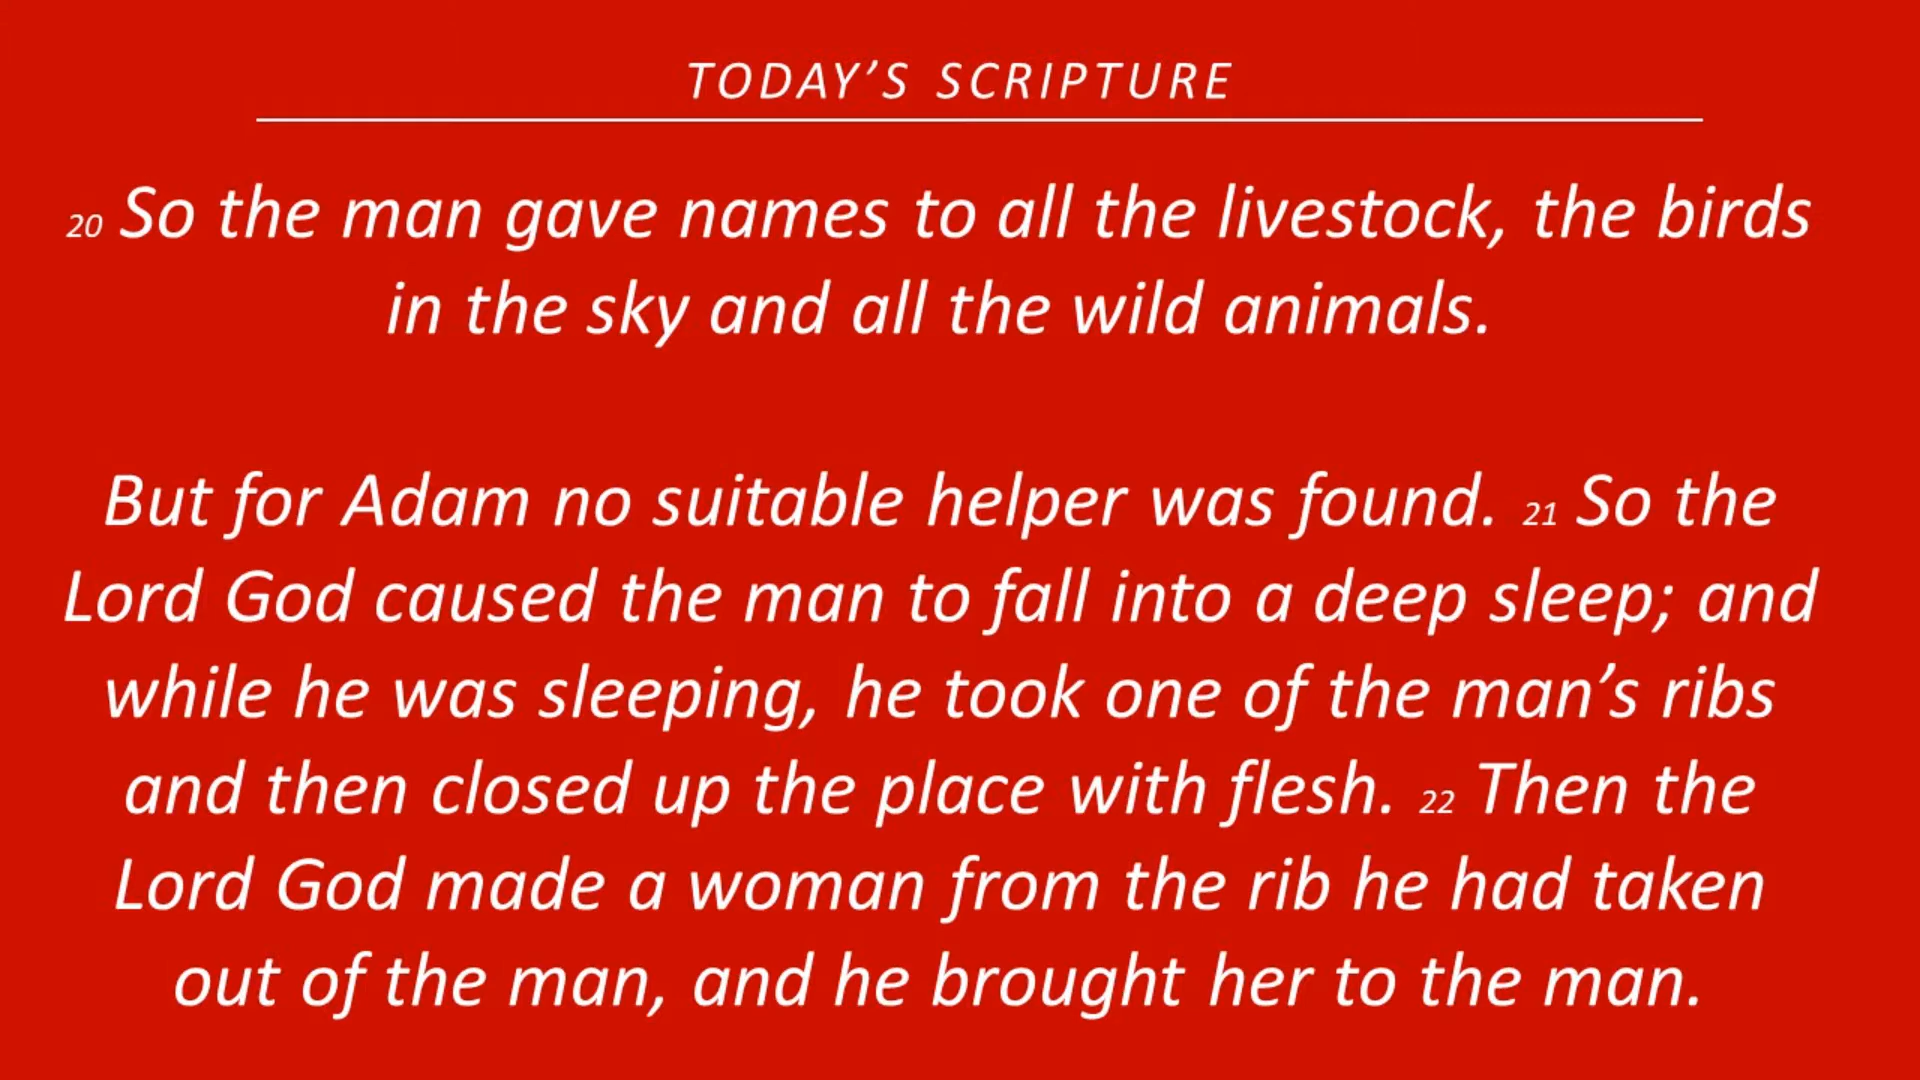 TODAY’S SCRIPTURE
20 So the man gave names to all the livestock, the birds
in the sky and all the wild animals.
But for Adam no suitable helper was found. 21 So the
Lord God caused the man to fall into a deep sleep; and
while he was sleeping, he took one of the man’s ribs
and then closed up the place with flesh. 22 Then the
Lord God made a woman from the rib he had taken
out of the man, and he brought her to the man.